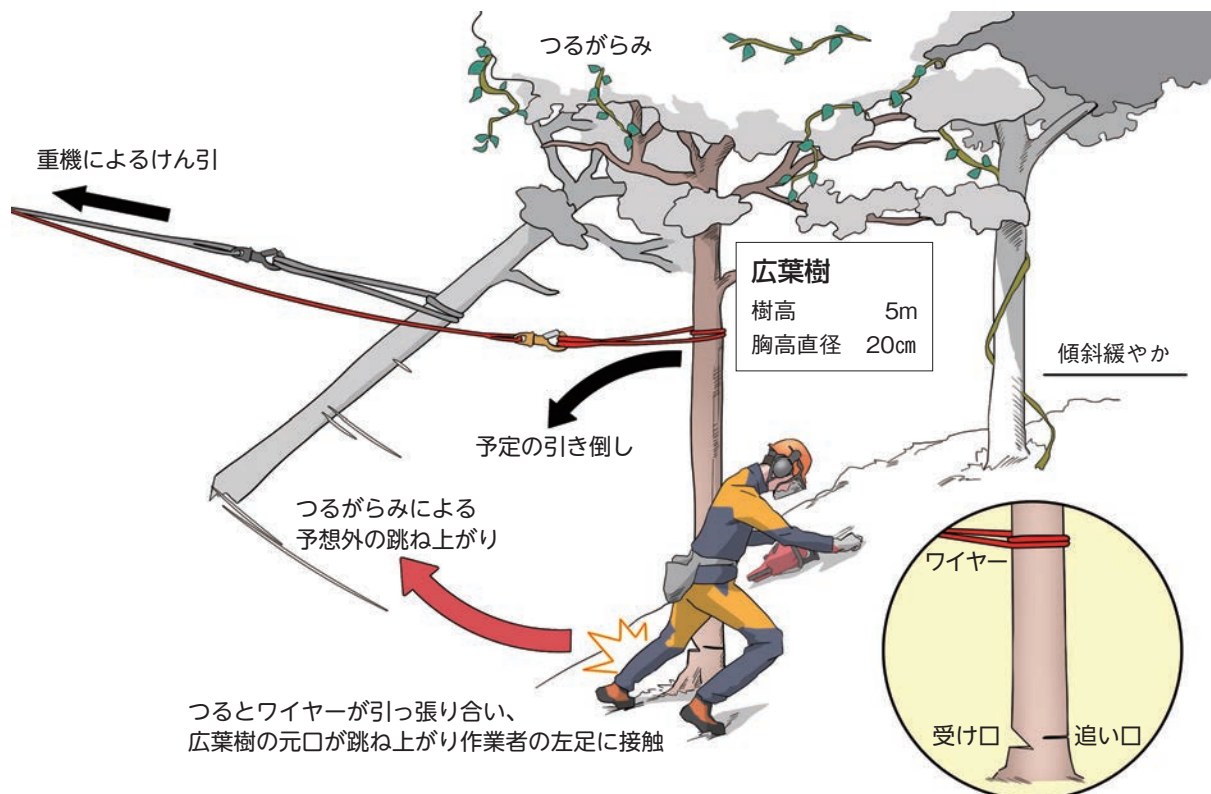 つるがらみ
重機によるけん引
広葉樹
樹高 5m
胸高直径 20㎝
傾斜緩やか
予定の引き倒し
つるがらみによる
予想外の跳ね上がり
ワイヤー
つるとワイヤーが引っ張り合い、
広葉樹の元口が跳ね上がり作業者の左足に接触
受け口
追い口